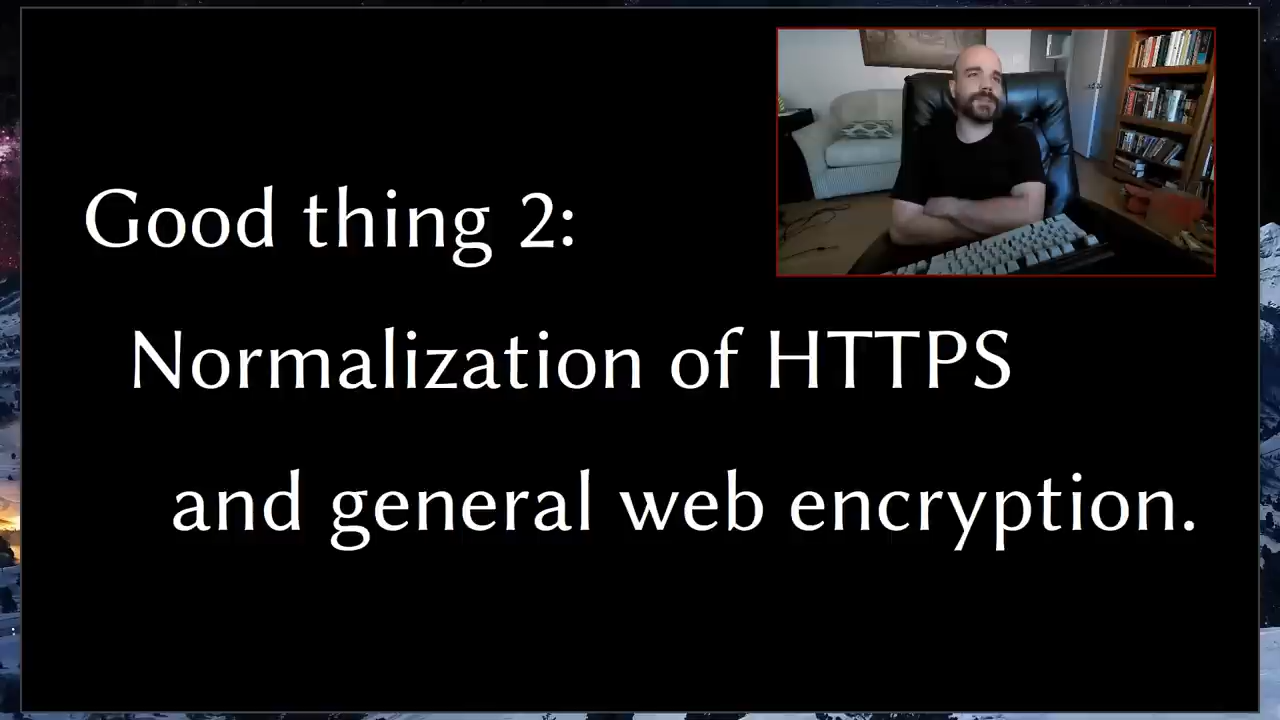 Good thing 2:
Normalization of HTTPS
and general web encryption.